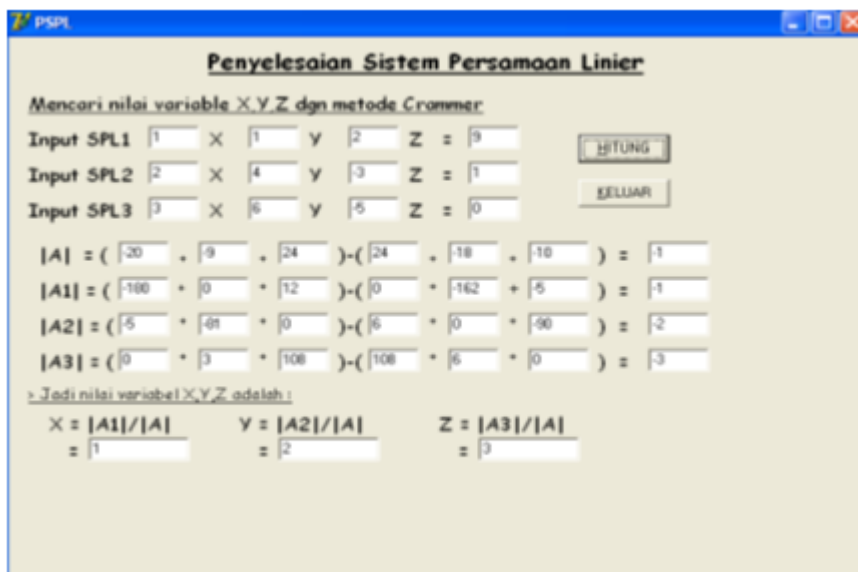 PSPL
Penyelesaian Sistem Persamaan Linier
Mencari nilai variable X,Y,Z dgn metode Crammer
Input SPL1 1 X 1 Y 2 Z = 9
HITUNG
Input SPL2 2 X 4 Y -3 Z = 1
KELUAR
Input SPL3 3 X 6 Y -5 Z = 0
|A| = ( -20 + -9 + 24 )-( 24 + -18 + -10 ) = -1
|A1| = ( -180 + 0 + 12 )-( 0 + -162 + -5 ) = -1
|A2| = ( -5 + -81 + 0 )-( 6 + 0 + -90 ) = -2
|A3| = ( 0 + 3 + 108 )-( 108 + 6 + 0 ) = -3
> Jadi nilai variabel X,Y,Z adalah :
X = |A1|/|A| Y = |A2|/|A| Z = |A3|/|A|
= 1 = 2 = 3